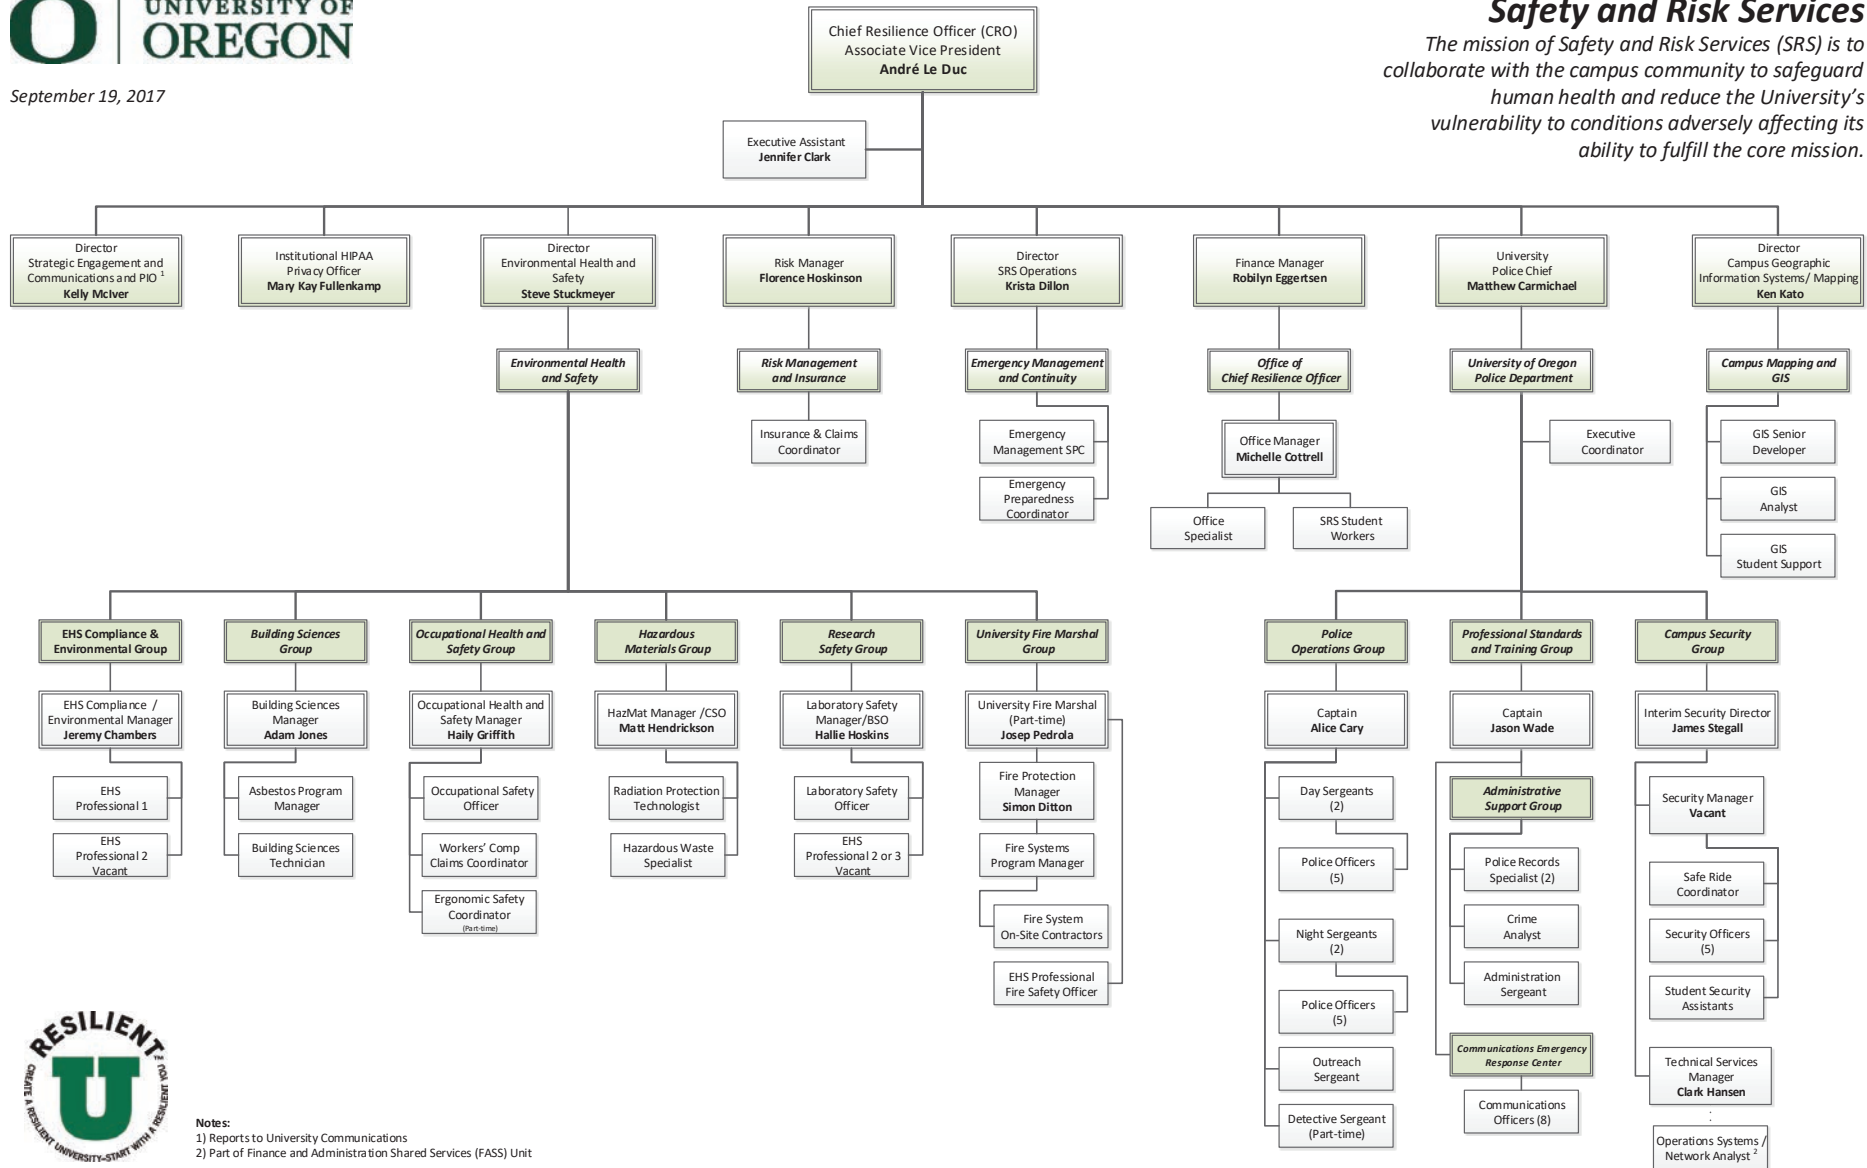 UNIVERSITY OF
OREGON
September 19, 2017
Safety and Risk Services
The mission of Safety and Risk Services (SRS) is to
collaborate with the campus community to safeguard
human health and reduce the University's
vulnerability to conditions adversely affecting its
ability to fulfill the core mission.
Chief Resilience Officer (CRO)
Associate Vice President
André Le Duc
Executive Assistant
Jennifer Clark
Director
Strategic Engagement and
Communications and PIO 1
Kelly McIver
Institutional HIPAA
Privacy Officer
Mary Kay Fullenkamp
Director
Environmental Health and
Safety
Steve Stuckmeyer
Risk Manager
Florence Hoskinson
Director
SRS Operations
Krista Dillon
Finance Manager
Robilyn Eggertsen
University
Police Chief
Matthew Carmichael
Director
Campus Geographic
Information Systems/ Mapping
Ken Kato
Environmental Health
and Safety
Risk Management
and Insurance
Emergency Management
and Continuity
Office of
Chief Resilience Officer
University of Oregon
Police Department
Campus Mapping and
GIS
Insurance & Claims
Coordinator
Emergency
Management SPC
Emergency
Preparedness
Coordinator
Office Manager
Michelle Cottrell
Office
Specialist
SRS Student
Workers
Executive
Coordinator
GIS Senior
Developer
GIS
Analyst
GIS
Student Support
EHS Compliance &
Environmental Group
Building Sciences
Group
Occupational Health and
Safety Group
Hazardous
Materials Group
Research
Safety Group
University Fire Marshal
Group
Police
Operations Group
Professional Standards
and Training Group
Campus Security
Group
EHS Compliance /
Environmental Manager
Jeremy Chambers
Building Sciences
Manager
Adam Jones
Occupational Health and
Safety Manager
Haily Griffith
HazMat Manager /CSO
Matt Hendrickson
Laboratory Safety
Manager/BSO
Hallie Hoskins
University Fire Marshal
(Part-time)
Josep Pedrola
Captain
Alice Cary
Captain
Jason Wade
Interim Security Director
James Stegall
EHS
Professional 1
EHS
Professional 2
Vacant
Asbestos Program
Manager
Building Sciences
Technician
Occupational Safety
Officer
Workers' Comp
Claims Coordinator
Ergonomic Safety
Coordinator
(Part-time)
Radiation Protection
Technologist
Hazardous Waste
Specialist
Laboratory Safety
Officer
EHS
Professional 2 or 3
Vacant
Fire Protection
Manager
Simon Ditton
Fire Systems
Program Manager
Fire System
On-Site Contractors
EHS Professional
Fire Safety Officer
Day Sergeants
(2)
Police Officers
(5)
Night Sergeants
(2)
Police Officers
(5)
Outreach
Sergeant
Detective Sergeant
(Part-time)
Administrative
Support Group
Police Records
Specialist (2)
Crime
Analyst
Administration
Sergeant
Communications Emergency
Response Center
Communications
Officers (8)
Security Manager
Vacant
Safe Ride
Coordinator
Security Officers
(5)
Student Security
Assistants
Technical Services
Manager
Clark Hansen
Operations Systems /
Network Analyst 2
RESILIENT
U
CREATE A RESILIENT UNIVERSITY–START WITH A RESILIENT YOU
TM
Notes:
1) Reports to University Communications
2) Part of Finance and Administration Shared Services (FASS) Unit